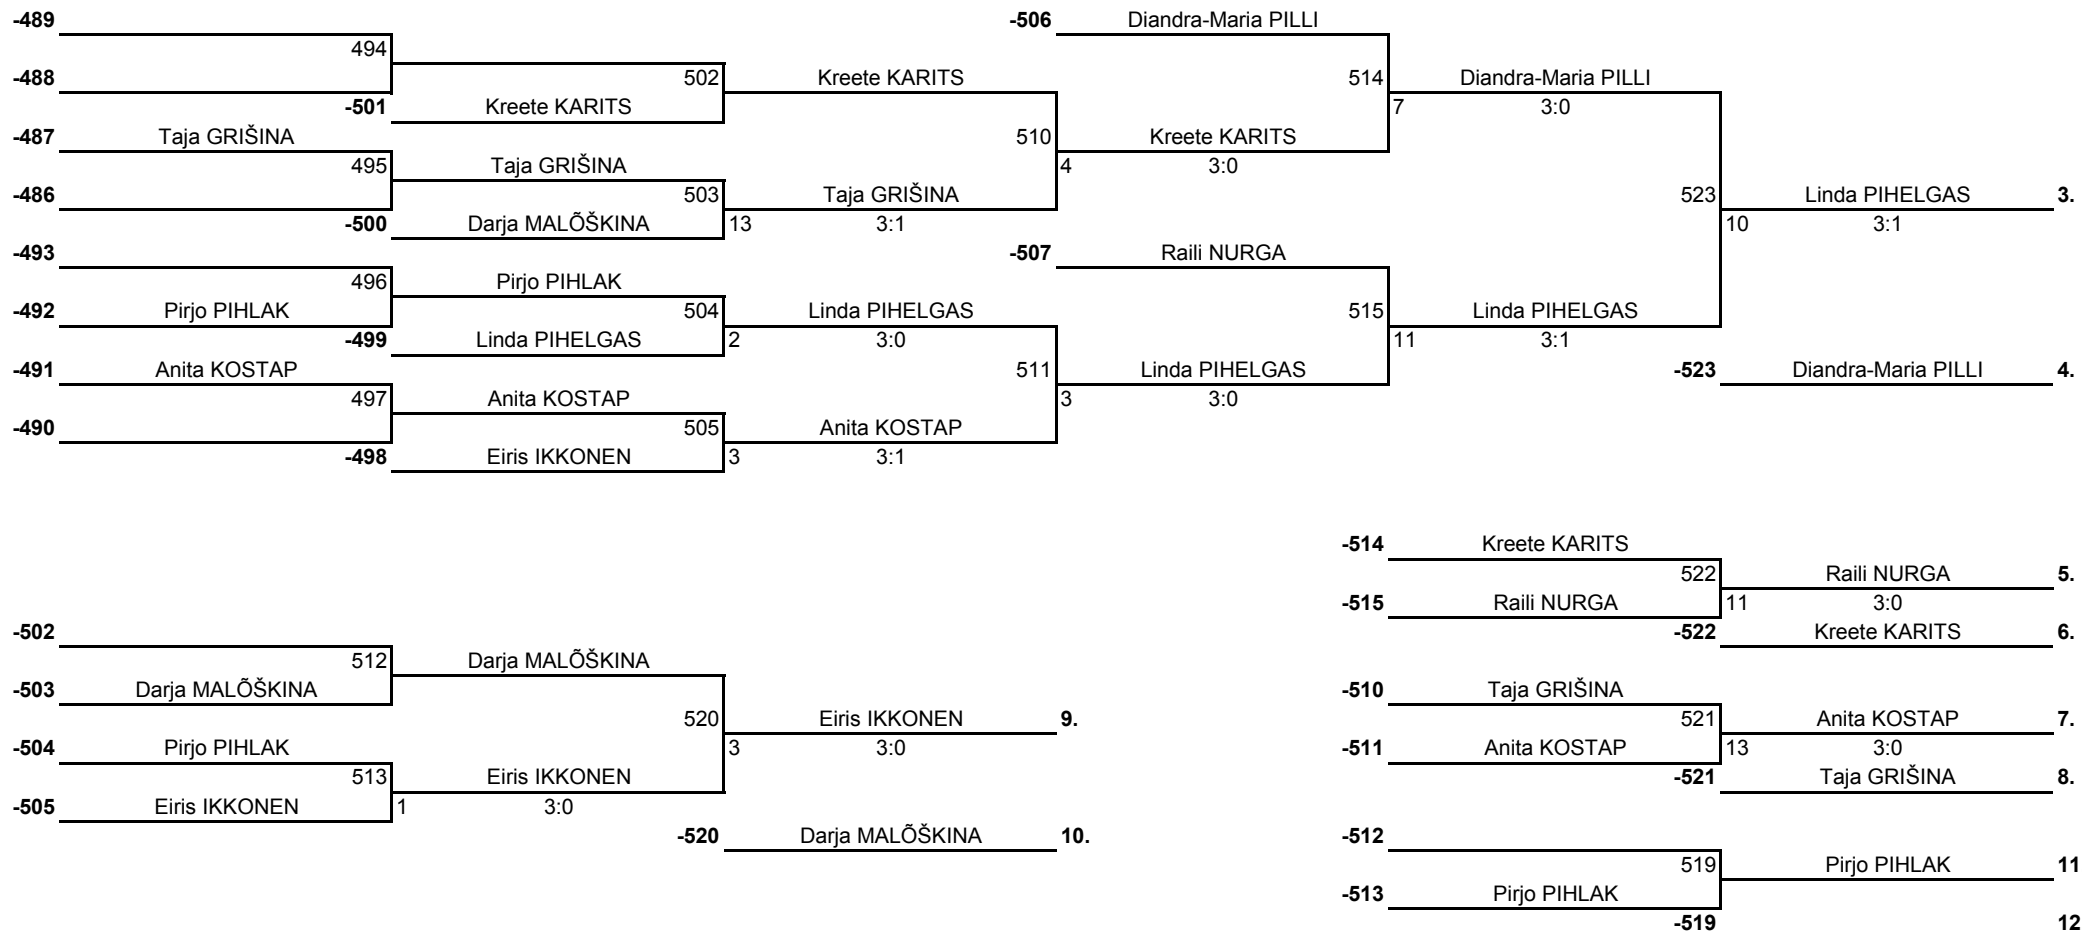 -489 -506 Diandra-Maria PILLI
494
-488 502 Kreete KARITS 514 Diandra-Maria PILLI
-501 Kreete KARITS 7 3:0
-487 Taja GRIŠINA 510 Kreete KARITS
495 Taja GRIŠINA 4 3:0
-486 503 Taja GRIŠINA 523 Linda PIHELGAS 3.
-500 Darja MALÕŠKINA 13 3:1 10 3:1
-493 -507 Raili NURGA
496 Pirjo PIHLAK
-492 Pirjo PIHLAK 504 Linda PIHELGAS 515 Linda PIHELGAS
-499 Linda PIHELGAS 2 3:0 11 3:1
-491 Anita KOSTAP 511 Linda PIHELGAS -523 Diandra-Maria PILLI 4.
497 Anita KOSTAP 3 3:0
-490 505 Anita KOSTAP
-498 Eiris IKKONEN 3 3:1
-514 Kreete KARITS
522 Raili NURGA 5.
-515 Raili NURGA 11 3:0
-502 -522 Kreete KARITS 6.
512 Darja MALÕŠKINA
-503 Darja MALÕŠKINA -510 Taja GRIŠINA
520 Eiris IKKONEN 9. 521 Anita KOSTAP 7.
-504 Pirjo PIHLAK 3 3:0 -511 Anita KOSTAP 13 3:0
513 Eiris IKKONEN -521 Taja GRIŠINA 8.
-505 Eiris IKKONEN 1 3:0
-520 Darja MALÕŠKINA 10. -512
519 Pirjo PIHLAK 11
-513 Pirjo PIHLAK
-519 12